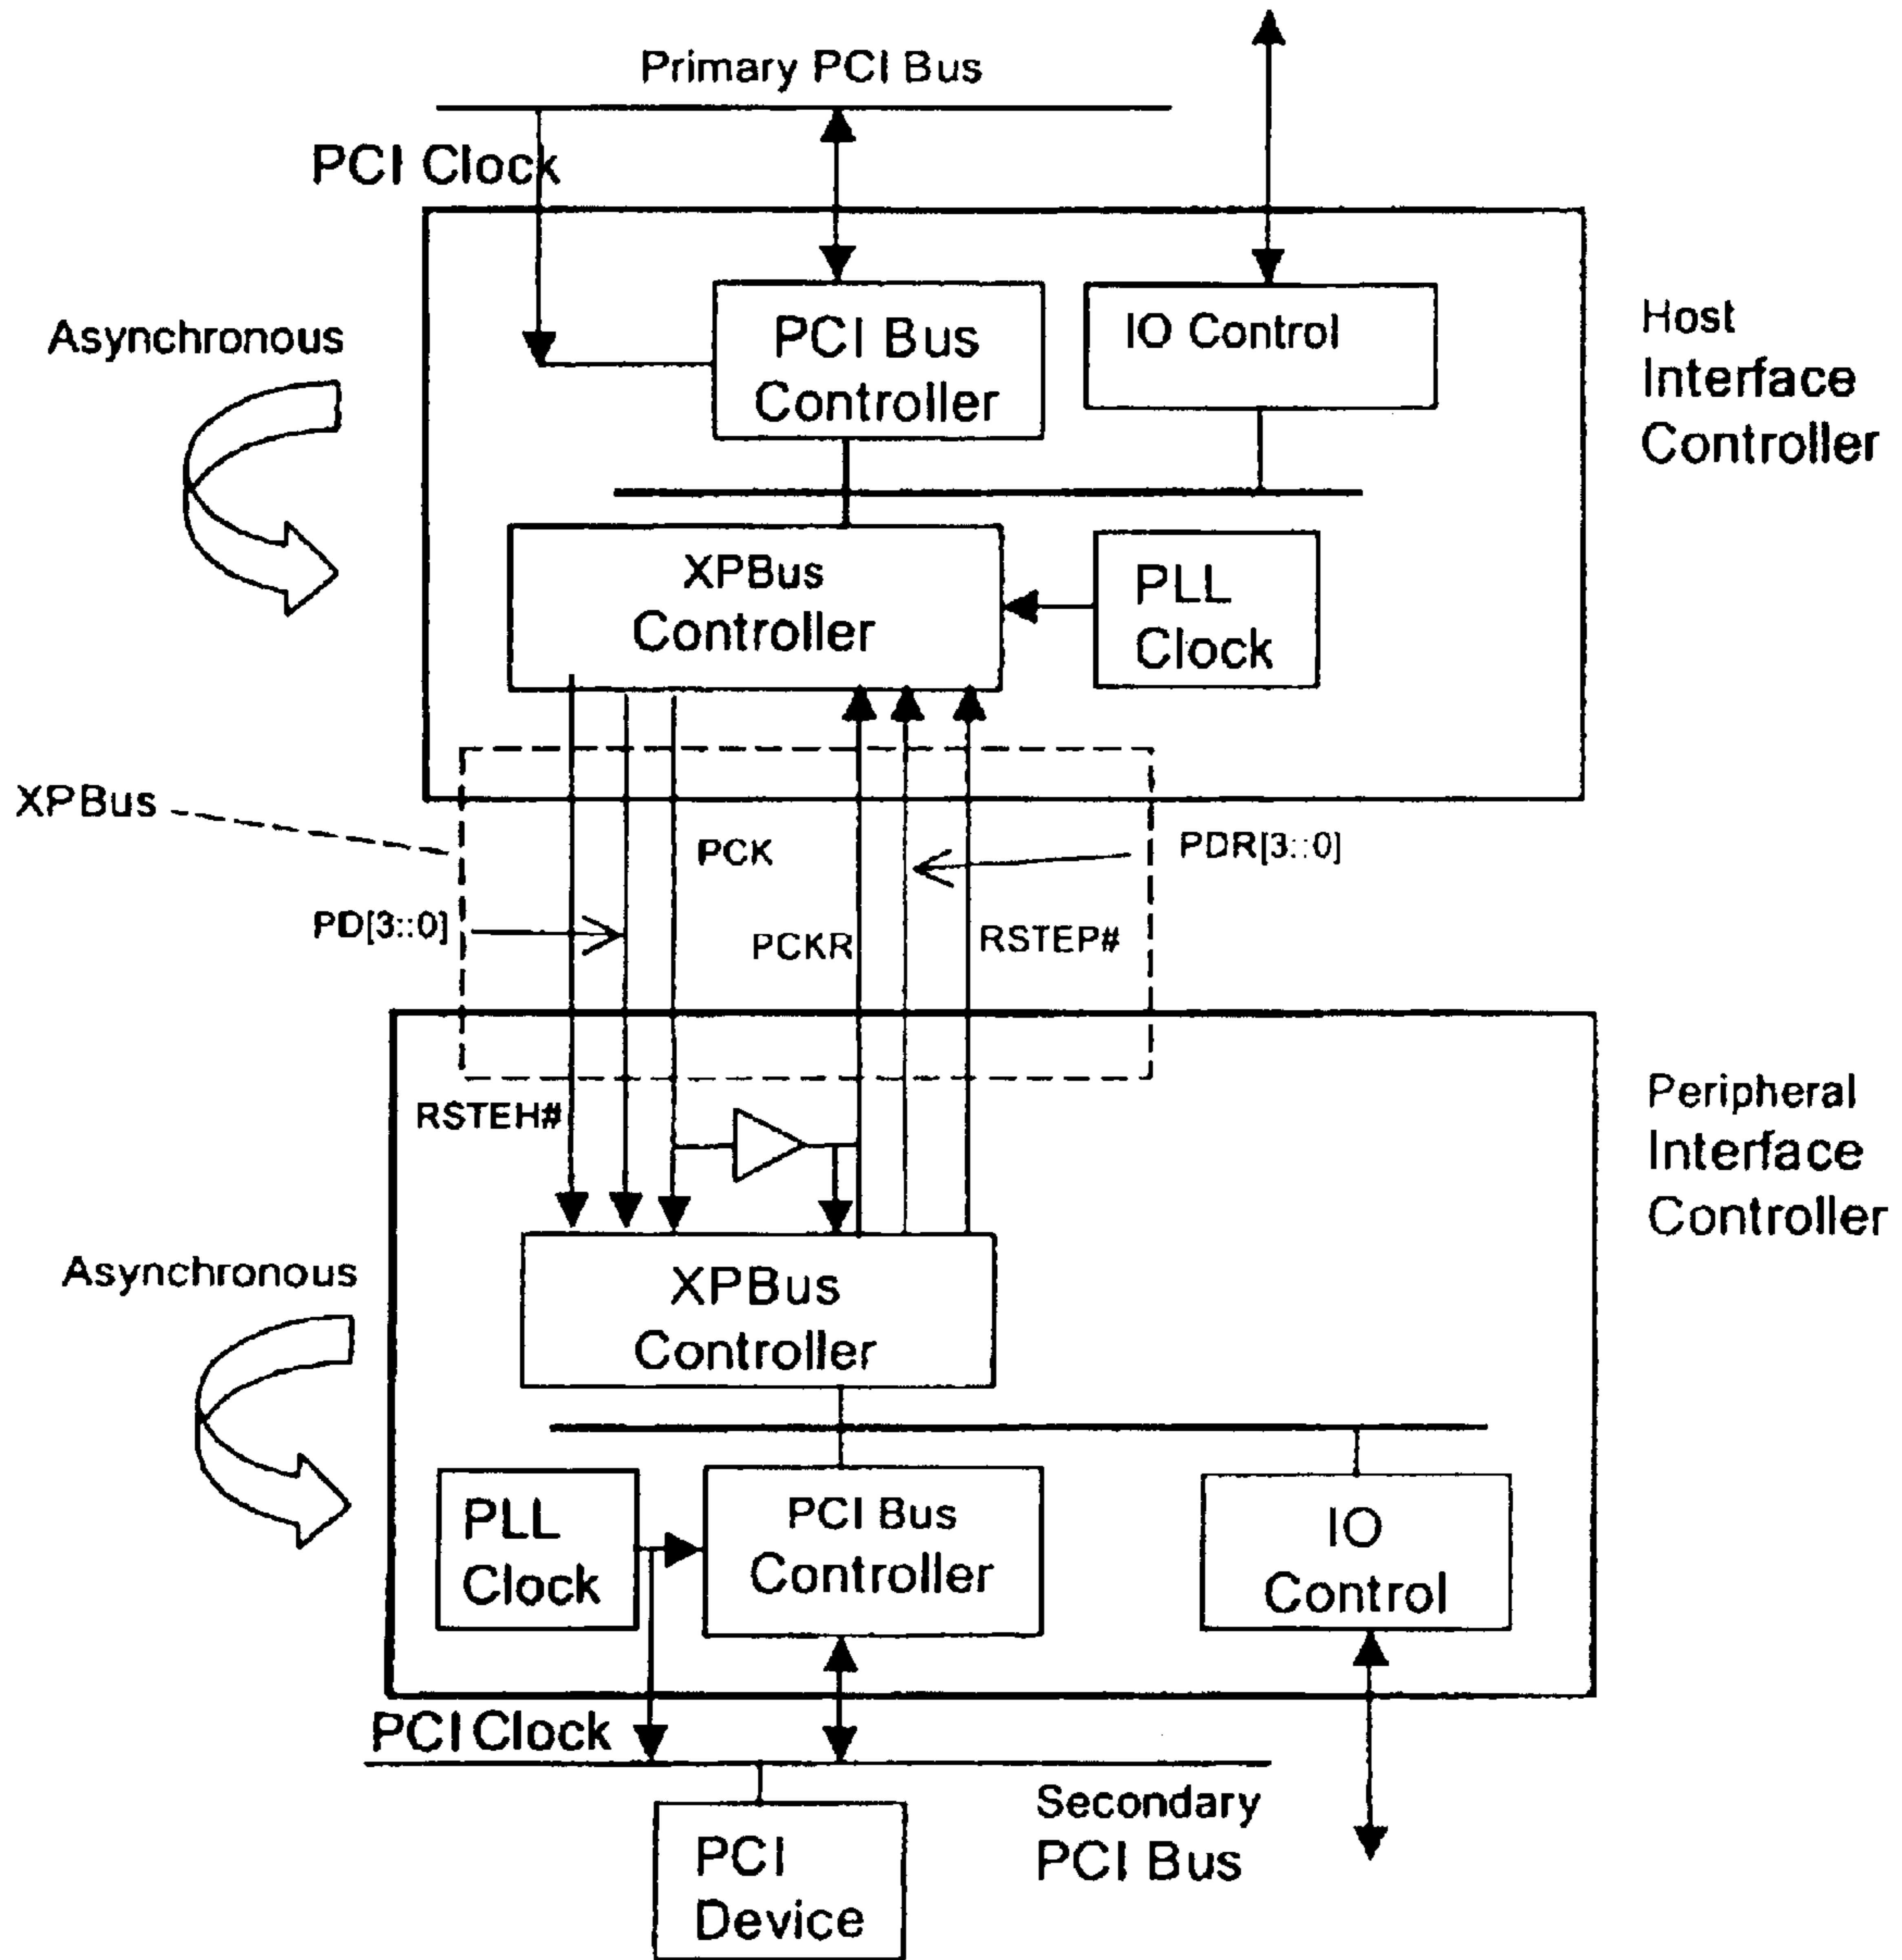 Primary PCI Bus
PCI Clock
Asynchronous
PCI Bus
Controller
IO Control
Host
Interface
Controller
XPBus
Controller
PLL
Clock
XPBus
PCK
PDR[3::0]
PD[3::0]
PCKR
RSTEP#
RSTEH#
Peripheral
Interface
Controller
Asynchronous
XPBus
Controller
PLL
Clock
PCI Bus
Controller
IO
Control
PCI Clock
Secondary
PCI Bus
PCI
Device